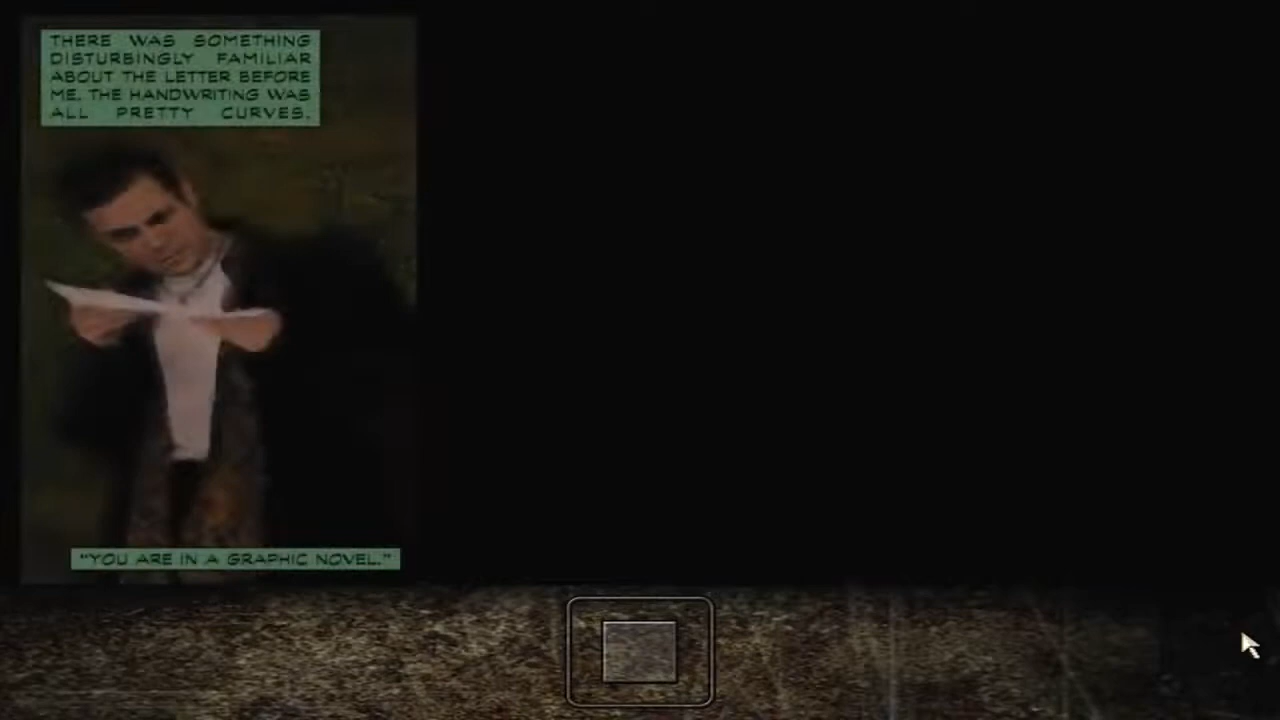 THERE WAS SOMETHING
DISTURBINGLY FAMILIAR
ABOUT THE LETTER BEFORE
ME. THE HANDWRITING WAS
ALL PRETTY CURVES.
"YOU ARE IN A GRAPHIC NOVEL."